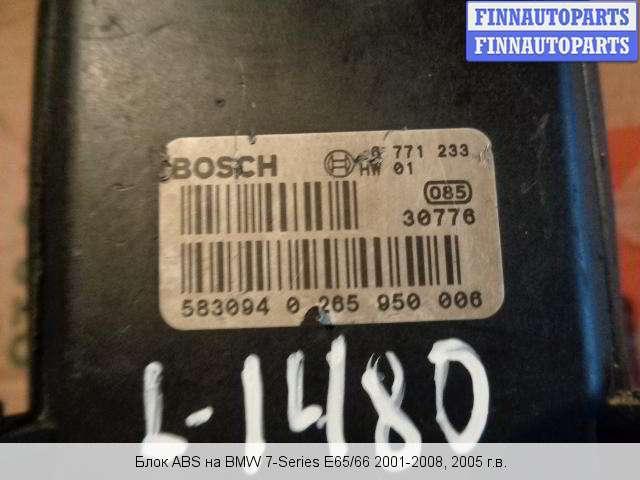 FINNAUTOPARTS
FINNAUTOPARTS
BOSCH 6 771 233
HW 01
085
30776
583094 0 265 950 006
L-1480
Блок ABS на BMW 7-Series E65/66 2001-2008, 2005 г.в.